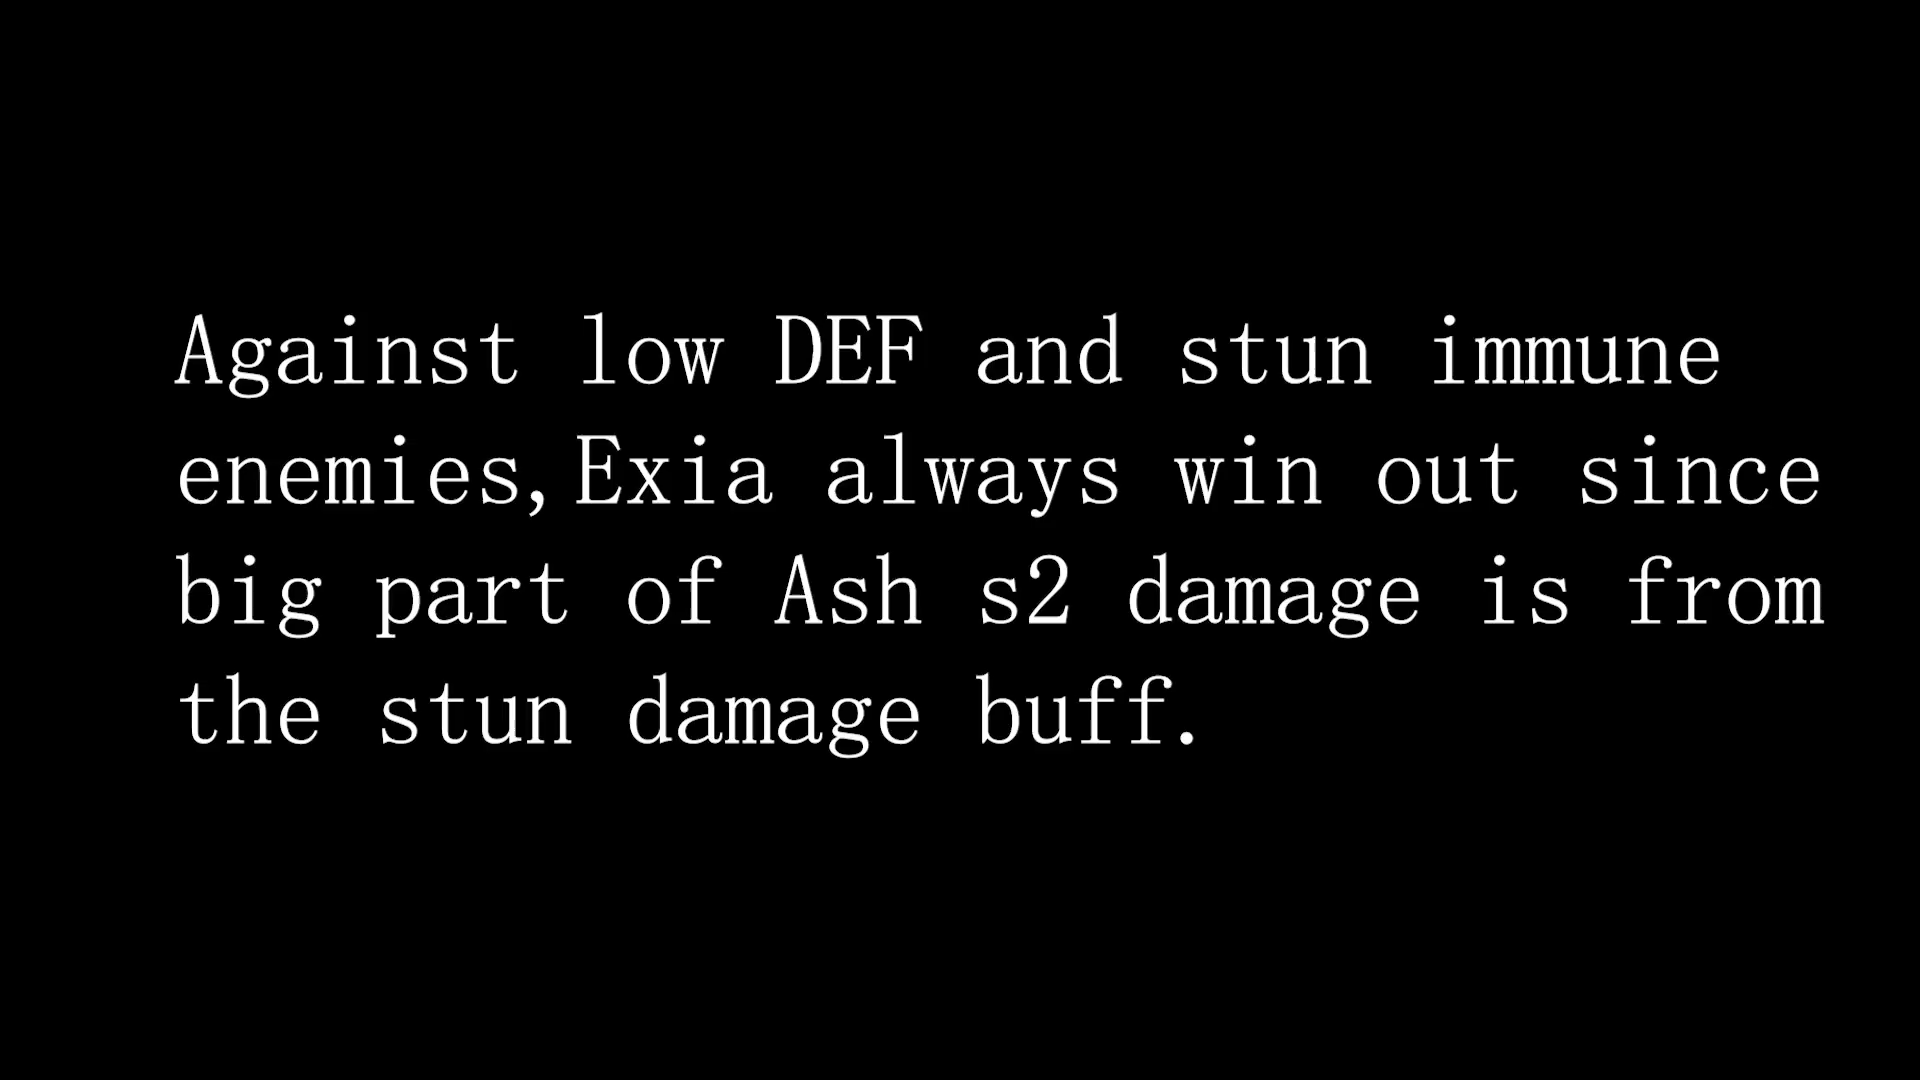 Against low DEF and stun immune
enemies,Exia always win out since
big part of Ash s2 damage is from
the stun damage buff.